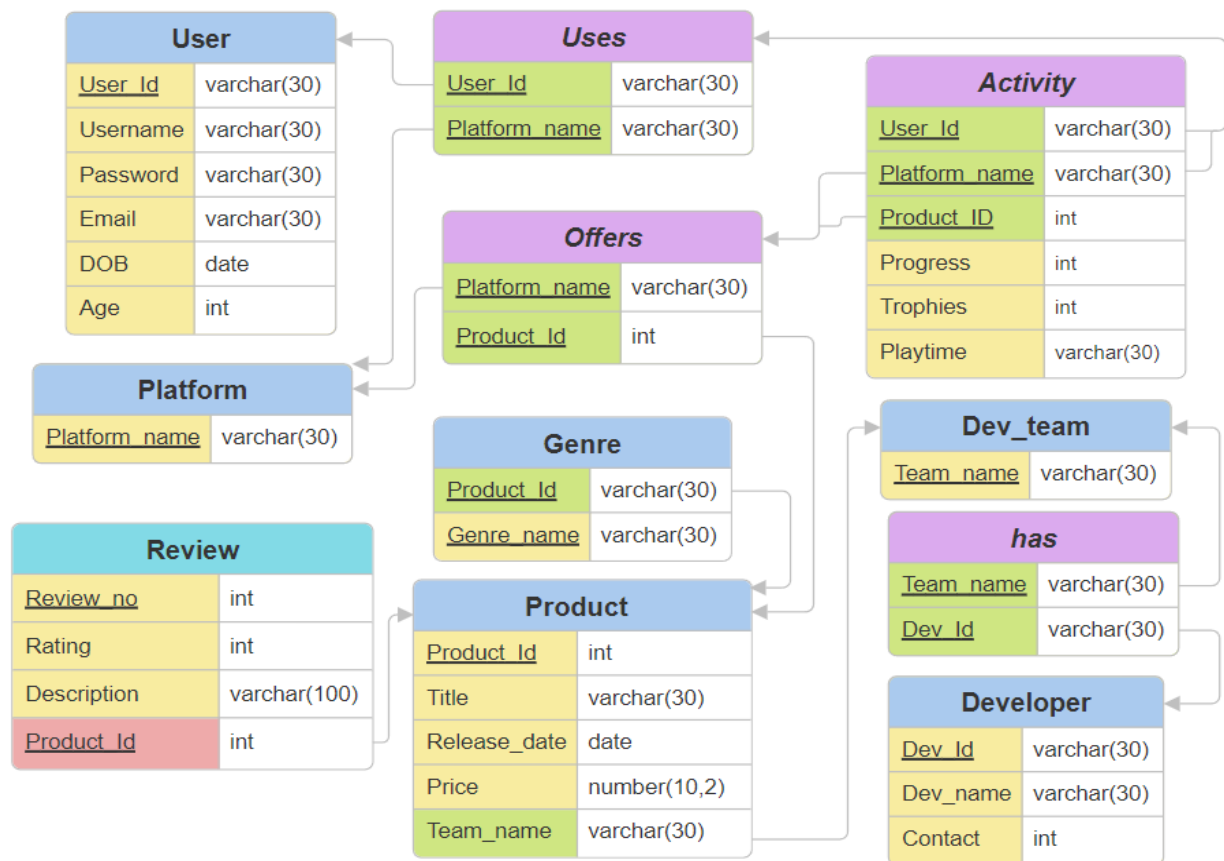 User
User_Id varchar(30)
Username varchar(30)
Password varchar(30)
Email varchar(30)
DOB date
Age int
Uses
User_Id varchar(30)
Platform_name varchar(30)
Activity
User_Id varchar(30)
Platform_name varchar(30)
Product_ID int
Progress int
Trophies int
Playtime varchar(30)
Offers
Platform_name varchar(30)
Product_Id int
Platform
Platform_name varchar(30)
Genre
Product_Id varchar(30)
Genre_name varchar(30)
Dev_team
Team_name varchar(30)
Review
Review_no int
Rating int
Description varchar(100)
Product_Id int
Product
Product_Id int
Title varchar(30)
Release_date date
Price number(10,2)
Team_name varchar(30)
has
Team_name varchar(30)
Dev_Id varchar(30)
Developer
Dev_Id varchar(30)
Dev_name varchar(30)
Contact int